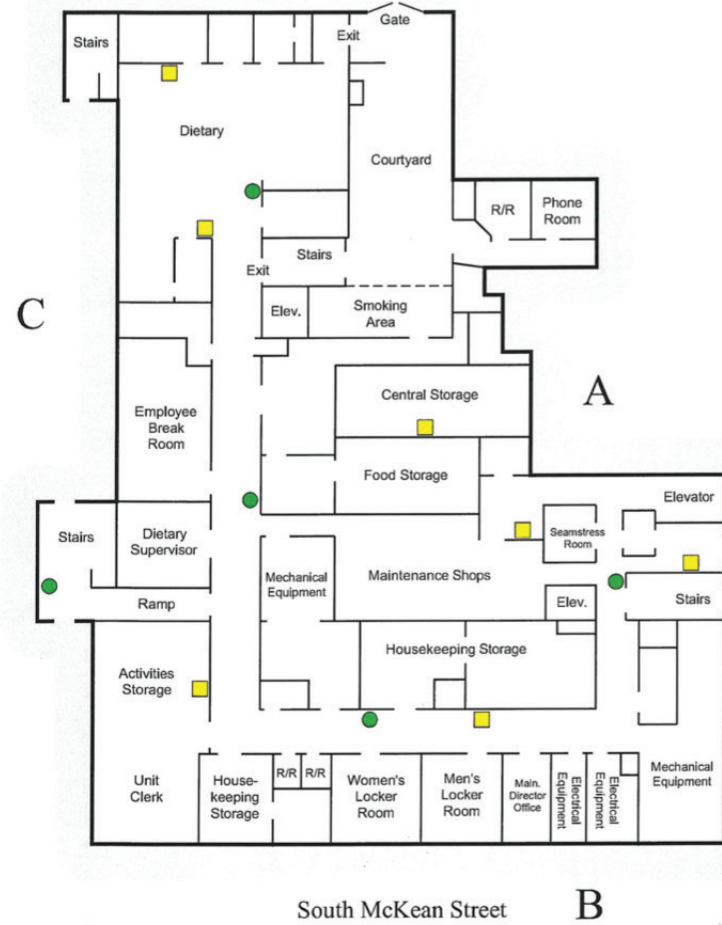 Gate
Stairs
Exit
Dietary
Courtyard
R/R
Phone
Room
Stairs
Exit
C
Elev.
Smoking
Area
A
Central Storage
Employee
Break
Room
Food Storage
Elevator
Stairs
Dietary
Supervisor
Seamstress
Room
Mechanical
Equipment
Maintenance Shops
Ramp
Elev.
Stairs
Housekeeping Storage
Activities
Storage
Unit
Clerk
House-
keeping
Storage
R/R
R/R
Women's
Locker
Room
Men's
Locker
Room
Main.
Director
Office
Electrical
Equipment
Electrical
Equipment
Mechanical
Equipment
South McKean Street
B